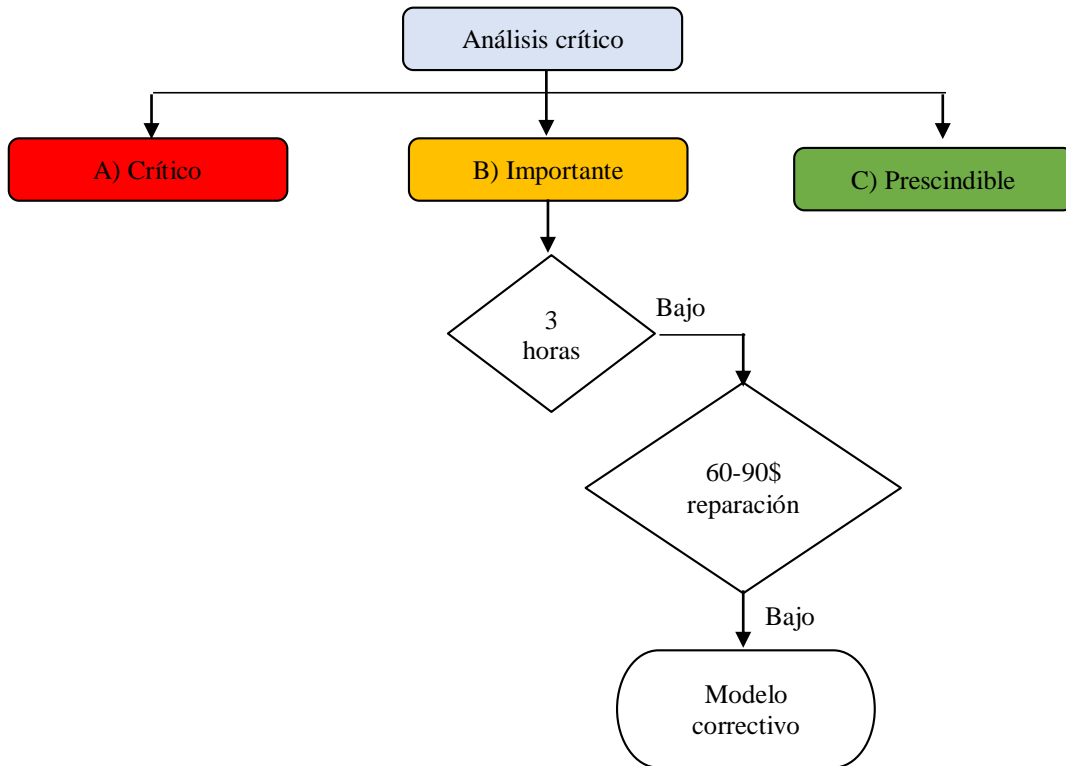 Análisis crítico
A) Crítico
B) Importante
C) Prescindible
3
horas
Bajo
60-90$
reparación
Bajo
Modelo
correctivo